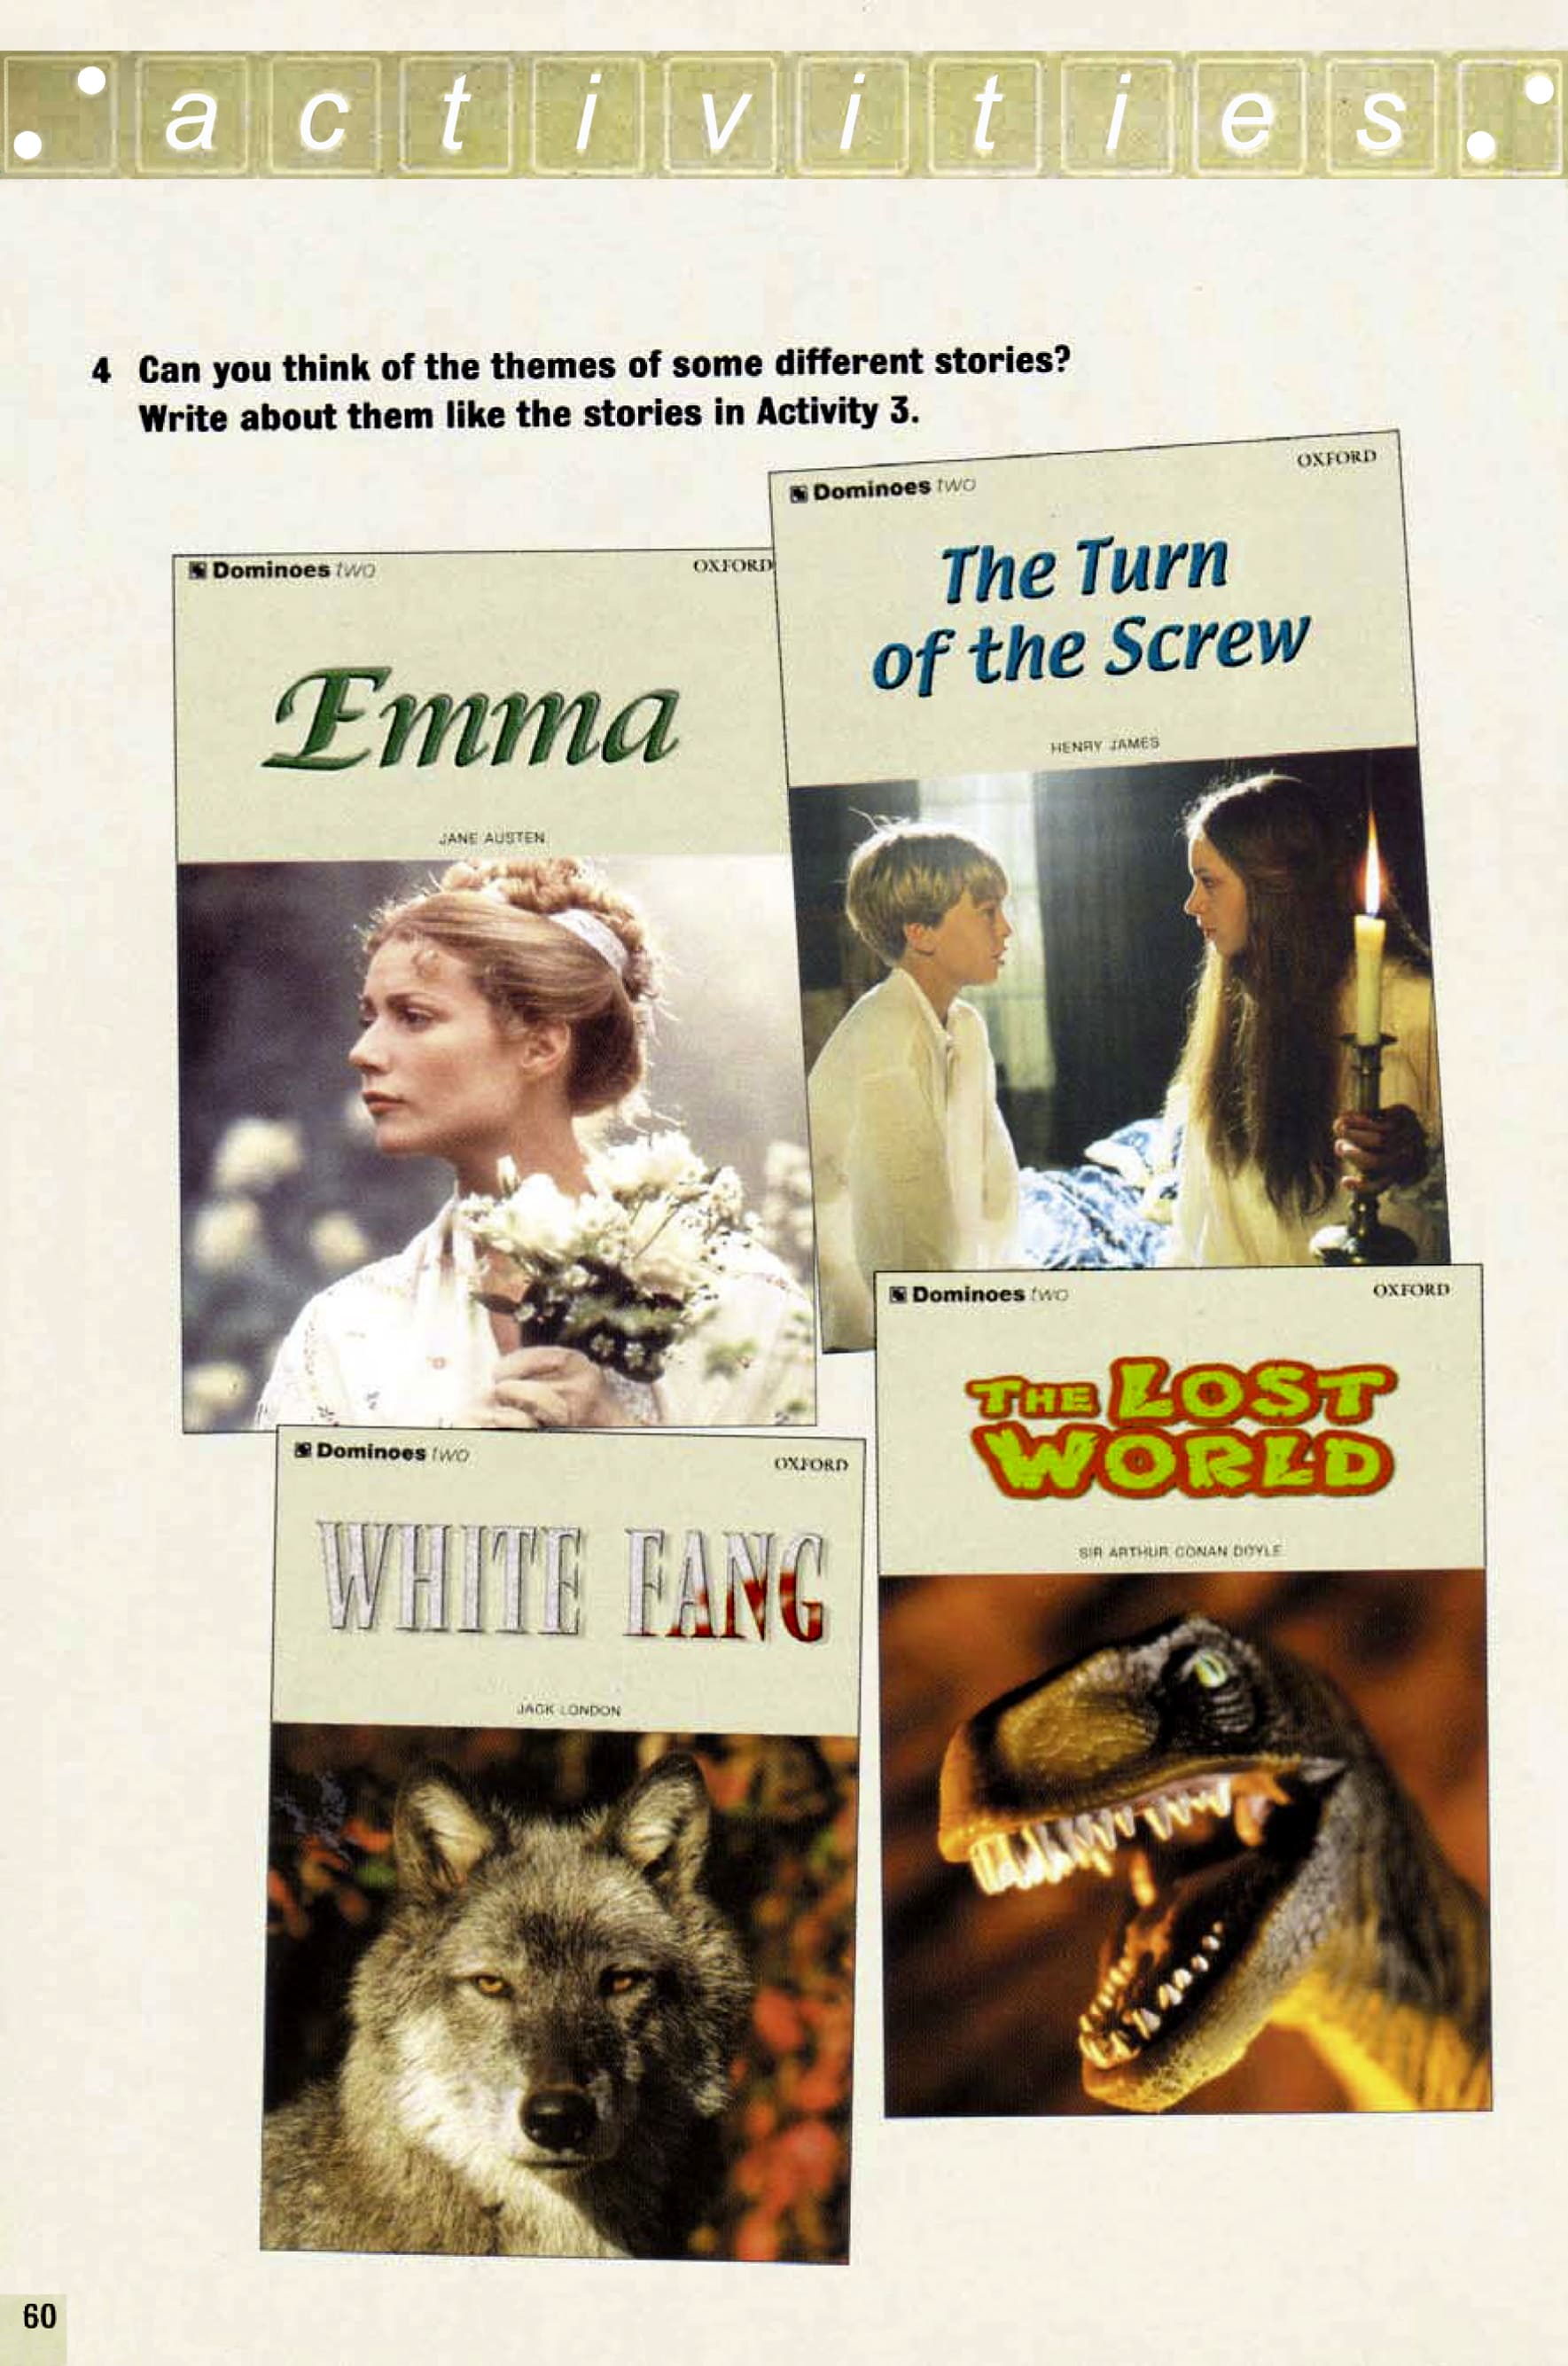 activities
4 Can you think of the themes of some different stories?
Write about them like the stories in Activity 3.
Dominoes two
OXFORD
Emma
JANE AUSTEN
Dominoes two
OXFORD
The Turn
of the Screw
HENRY JAMES
Dominoes two
OXFORD
WHITE FANG
JACK LONDON
Dominoes two
OXFORD
THE LOST
WORLD
SIR ARTHUR CONAN DOYLE
60